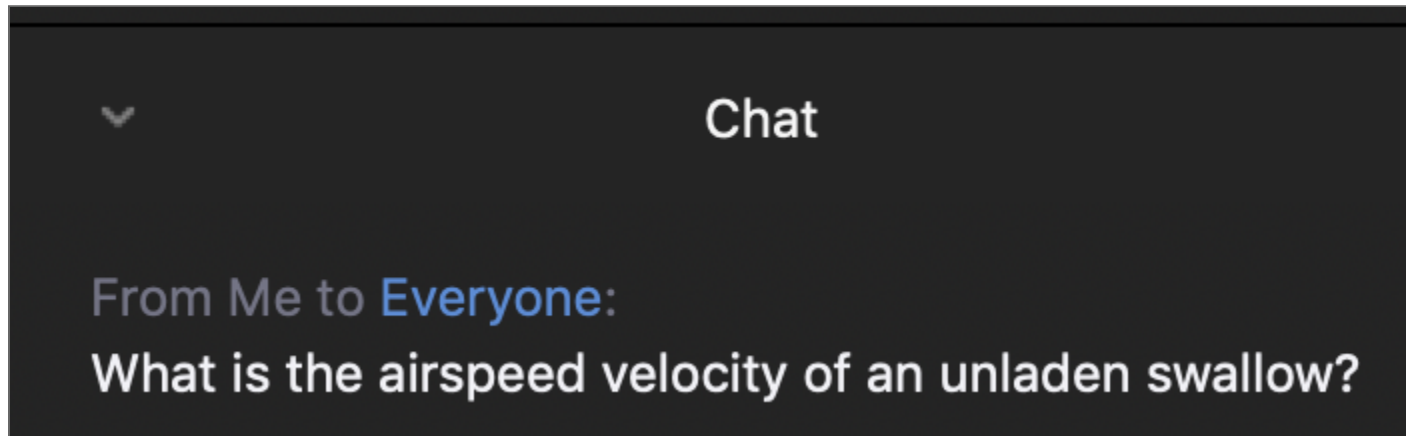 Chat
From Me to Everyone:
What is the airspeed velocity of an unladen swallow?